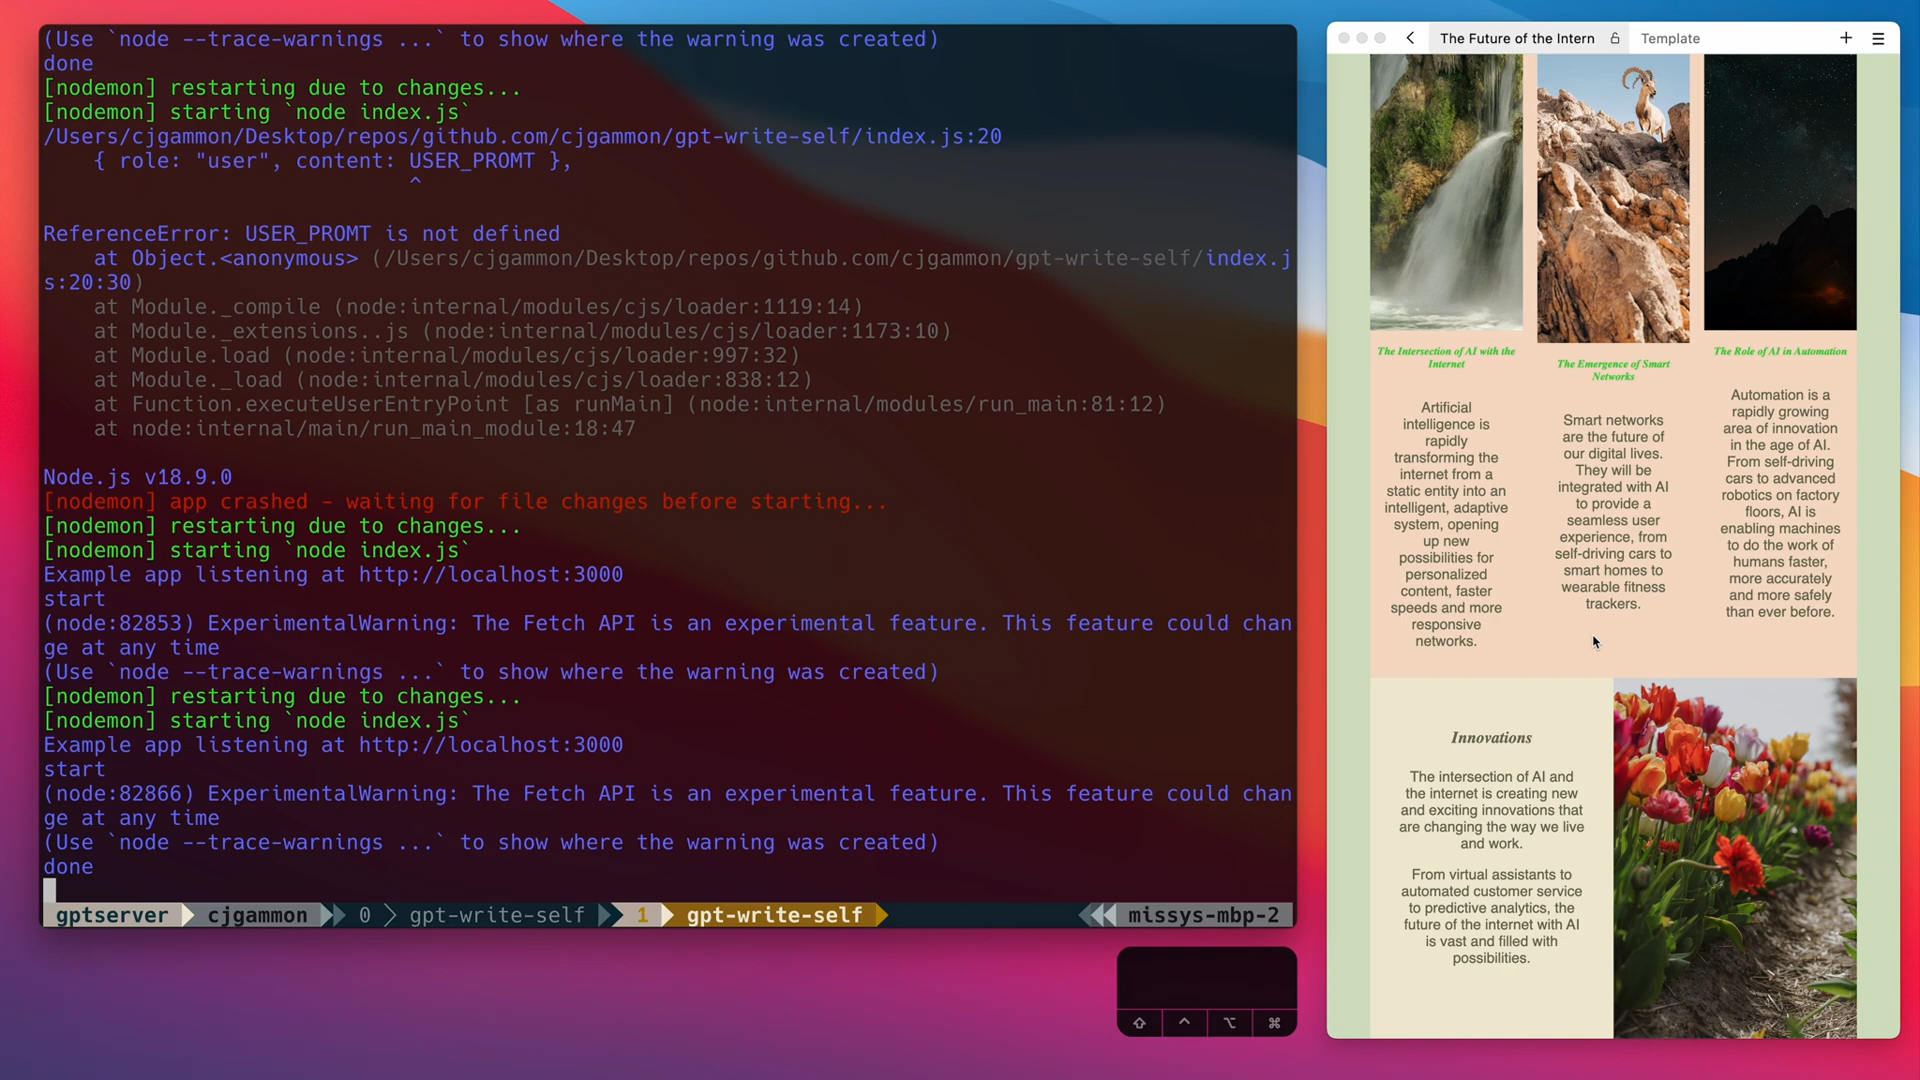 (Use `node --trace-warnings ...` to show where the warning was created)
done
[nodemon] restarting due to changes...
[nodemon] starting `node index.js`
/Users/cjgammon/Desktop/repos/github.com/cjgammon/gpt-write-self/index.js:20
{ role: "user", content: USER_PROMT },
^
ReferenceError: USER_PROMT is not defined
at Object.<anonymous> (/Users/cjgammon/Desktop/repos/github.com/cjgammon/gpt-write-self/index.j
s:20:30)
at Module._compile (node:internal/modules/cjs/loader:1119:14)
at Module._extensions..js (node:internal/modules/cjs/loader:1173:10)
at Module.load (node:internal/modules/cjs/loader:997:32)
at Module._load (node:internal/modules/cjs/loader:838:12)
at Function.executeUserEntryPoint [as runMain] (node:internal/modules/run_main:81:12)
at node:internal/main/run_main_module:18:47
Node.js v18.9.0
[nodemon] app crashed - waiting for file changes before starting...
[nodemon] restarting due to changes...
[nodemon] starting `node index.js`
Example app listening at http://localhost:3000
start
(node:82853) ExperimentalWarning: The Fetch API is an experimental feature. This feature could chan
ge at any time
(Use `node --trace-warnings ...` to show where the warning was created)
[nodemon] restarting due to changes...
[nodemon] starting `node index.js`
Example app listening at http://localhost:3000
start
(node:82866) ExperimentalWarning: The Fetch API is an experimental feature. This feature could chan
ge at any time
(Use `node --trace-warnings ...` to show where the warning was created)
done
gptserver cjgammon 0 gpt-write-self 1 gpt-write-self missys-mbp-2
The Future of the Intern Template
The Intersection of AI with the
Internet
Artificial
intelligence is
rapidly
transforming the
internet from a
static entity into an
intelligent, adaptive
system, opening
up new
possibilities for
personalized
content, faster
speeds and more
responsive
networks.
The Emergence of Smart
Networks
Smart networks
are the future of
our digital lives.
They will be
integrated with AI
to provide a
seamless user
experience, from
self-driving cars to
smart homes to
wearable fitness
trackers.
The Role of AI in Automation
Automation is a
rapidly growing
area of innovation
in the age of AI.
From self-driving
cars to advanced
robotics on factory
floors, AI is
enabling machines
to do the work of
humans faster,
more accurately
and more safely
than ever before.
Innovations
The intersection of AI and
the internet is creating new
and exciting innovations that
are changing the way we live
and work.
From virtual assistants to
automated customer service
to predictive analytics, the
future of the internet with AI
is vast and filled with
possibilities.